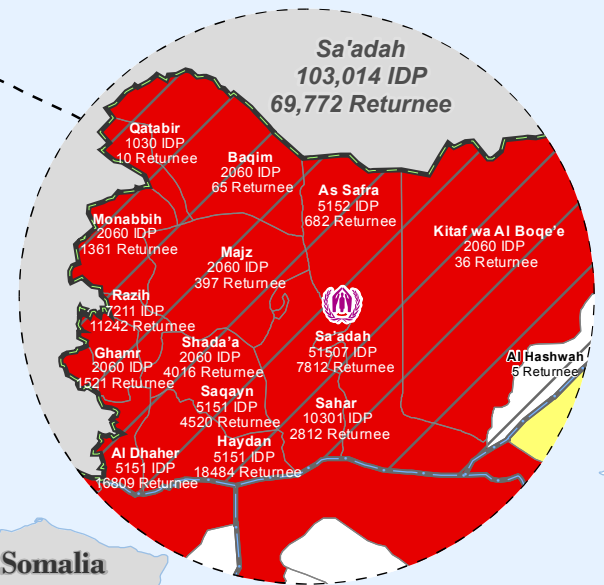 Sa'adah
103,014 IDP
69,772 Returnee
Qatabir
1030 IDP
10 Returnee
Baqim
2060 IDP
65 Returnee
As Safra
5152 IDP
682 Returnee
Monabbih
2060 IDP
1361 Returnee
Kitaf wa Al Boqe'e
2060 IDP
36 Returnee
Majz
2060 IDP
397 Returnee
Razih
7211 IDP
11242 Returnee
Sa'adah
51507 IDP
7812 Returnee
Shada'a
2060 IDP
4016 Returnee
Ghamr
2060 IDP
1521 Returnee
Al Hashwah
5 Returnee
Saqayn
5151 IDP
4520 Returnee
Sahar
10301 IDP
2812 Returnee
Haydan
5151 IDP
18484 Returnee
Al Dhaher
5151 IDP
16809 Returnee
Somalia